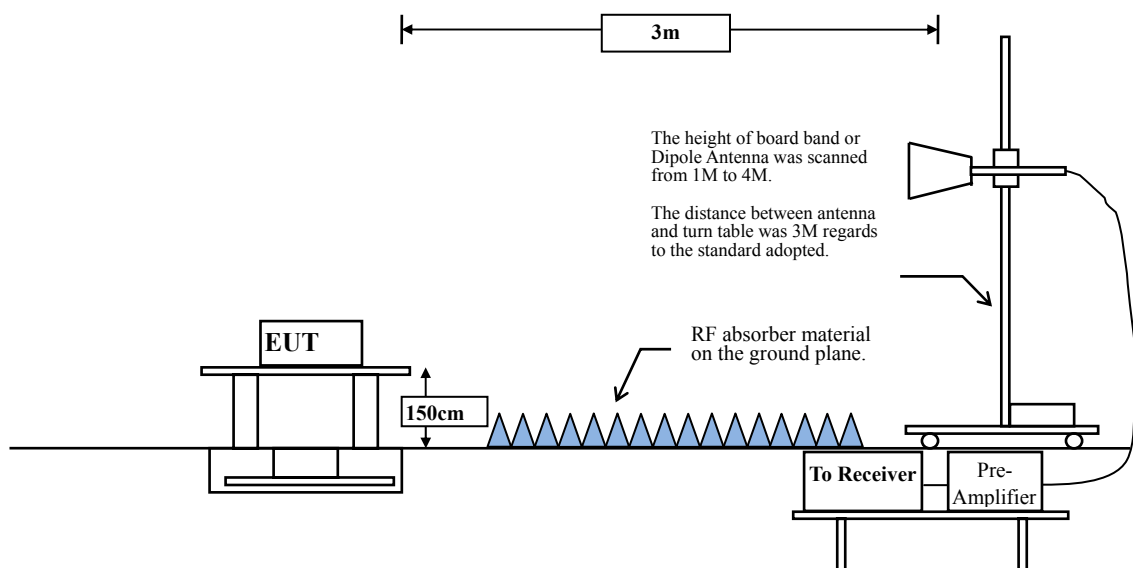 3m
The height of board band or
Dipole Antenna was scanned
from 1M to 4M.
The distance between antenna
and turn table was 3M regards
to the standard adopted.
EUT
RF absorber material
on the ground plane.
150cm
To Receiver
Pre-
Amplifier